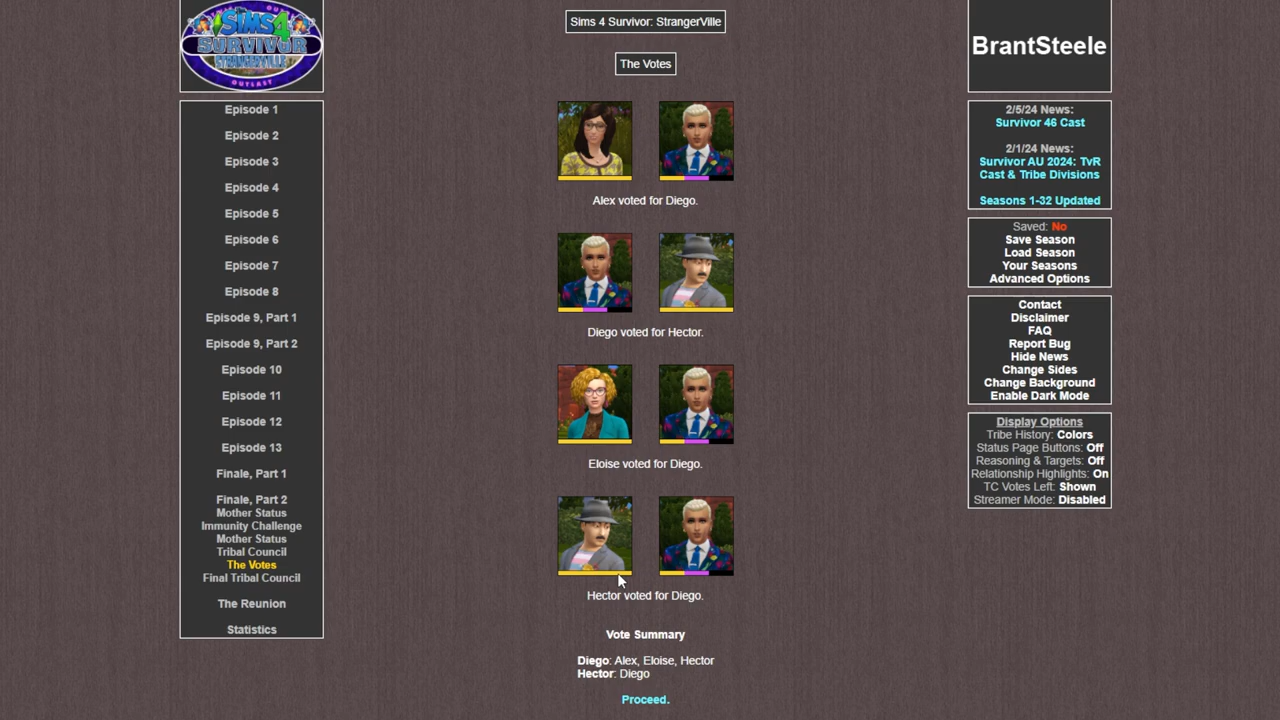 SIMS 4
SURVIVOR
STRANGERVILLE
OUTLAST
Episode 1
Episode 2
Episode 3
Episode 4
Episode 5
Episode 6
Episode 7
Episode 8
Episode 9, Part 1
Episode 9, Part 2
Episode 10
Episode 11
Episode 12
Episode 13
Finale, Part 1
Finale, Part 2
Mother Status
Immunity Challenge
Mother Status
Tribal Council
The Votes
Final Tribal Council
The Reunion
Statistics
Sims 4 Survivor: StrangerVille
The Votes
Alex voted for Diego.
Diego voted for Hector.
Eloise voted for Diego.
Hector voted for Diego.
Vote Summary
Diego: Alex, Eloise, Hector
Hector: Diego
Proceed.
BrantSteele
2/5/24 News:
Survivor 46 Cast
2/1/24 News:
Survivor AU 2024: TvR
Cast & Tribe Divisions
Seasons 1-32 Updated
Saved: No
Save Season
Load Season
Your Seasons
Advanced Options
Contact
Disclaimer
FAQ
Report Bug
Hide News
Change Sides
Change Background
Enable Dark Mode
Display Options
Tribe History: Colors
Status Page Buttons: Off
Reasoning & Targets: Off
Relationship Highlights: On
TC Votes Left: Shown
Streamer Mode: Disabled